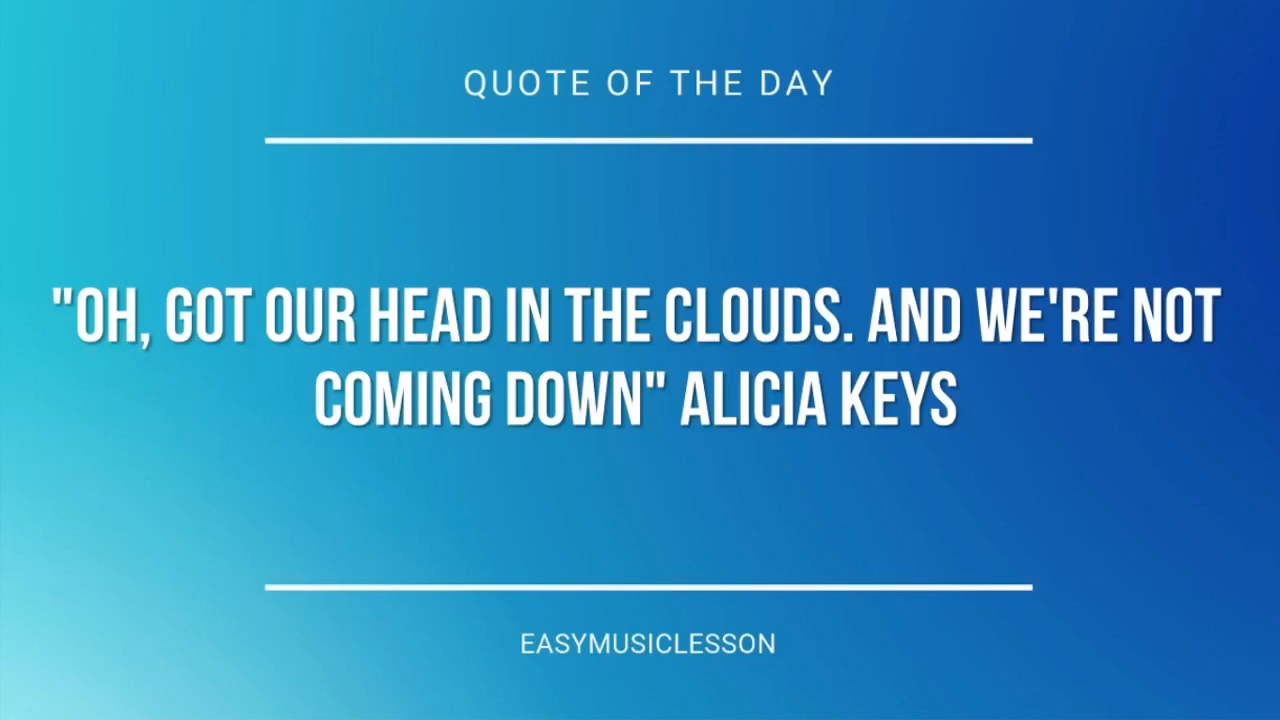 QUOTE OF THE DAY
"OH, GOT OUR HEAD IN THE CLOUDS. AND WE'RE NOT
COMING DOWN" ALICIA KEYS
EASYMUSICLESSON